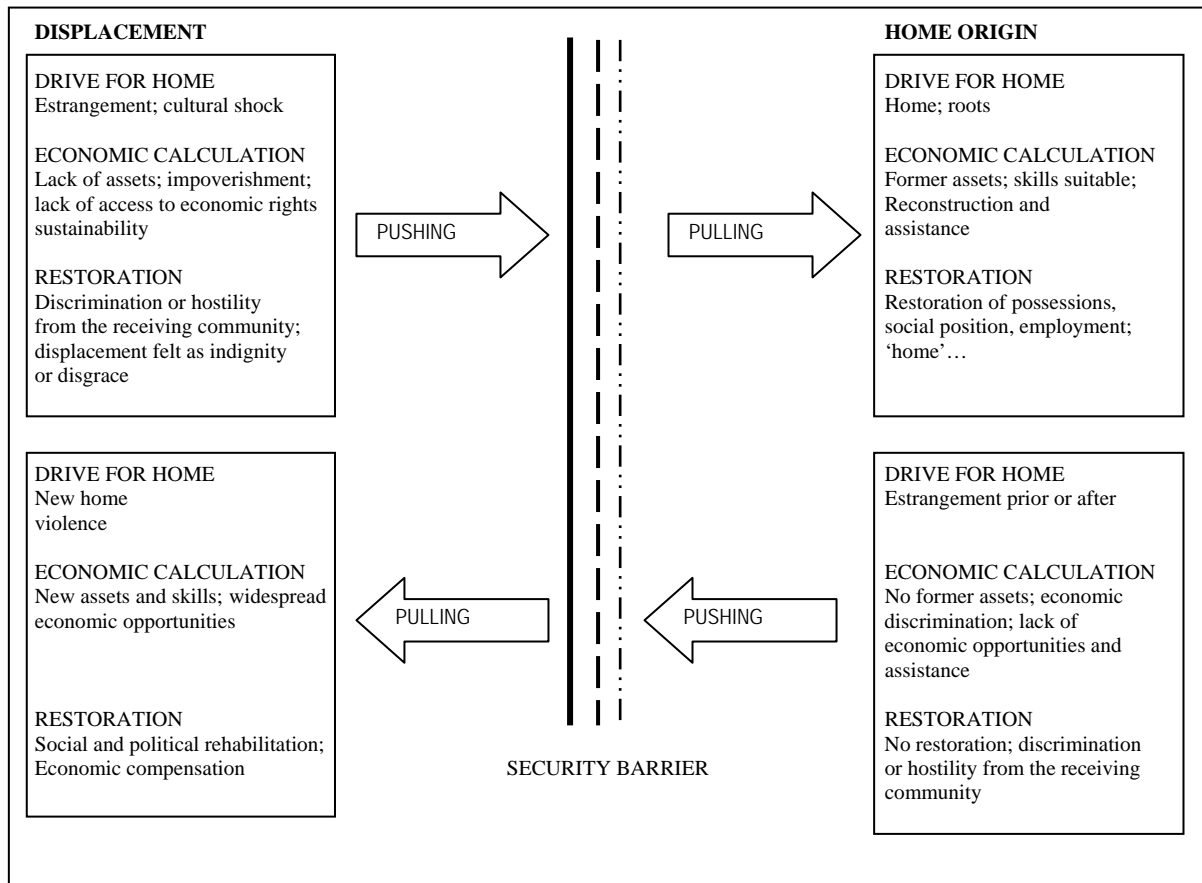 DISPLACEMENT
DRIVE FOR HOME
Estrangement; cultural shock
ECONOMIC CALCULATION
Lack of assets; impoverishment;
lack of access to economic rights
sustainability
RESTORATION
Discrimination or hostility
from the receiving community;
displacement felt as indignity
or disgrace
PUSHING
PULLING
HOME ORIGIN
DRIVE FOR HOME
Home; roots
ECONOMIC CALCULATION
Former assets; skills suitable;
Reconstruction and
assistance
RESTORATION
Restoration of possessions,
social position, employment;
‘home’…
DRIVE FOR HOME
New home
violence
ECONOMIC CALCULATION
New assets and skills; widespread
economic opportunities
RESTORATION
Social and political rehabilitation;
Economic compensation
PULLING
PUSHING
SECURITY BARRIER
DRIVE FOR HOME
Estrangement prior or after
ECONOMIC CALCULATION
No former assets; economic
discrimination; lack of
economic opportunities and
assistance
RESTORATION
No restoration; discrimination
or hostility from the receiving
community